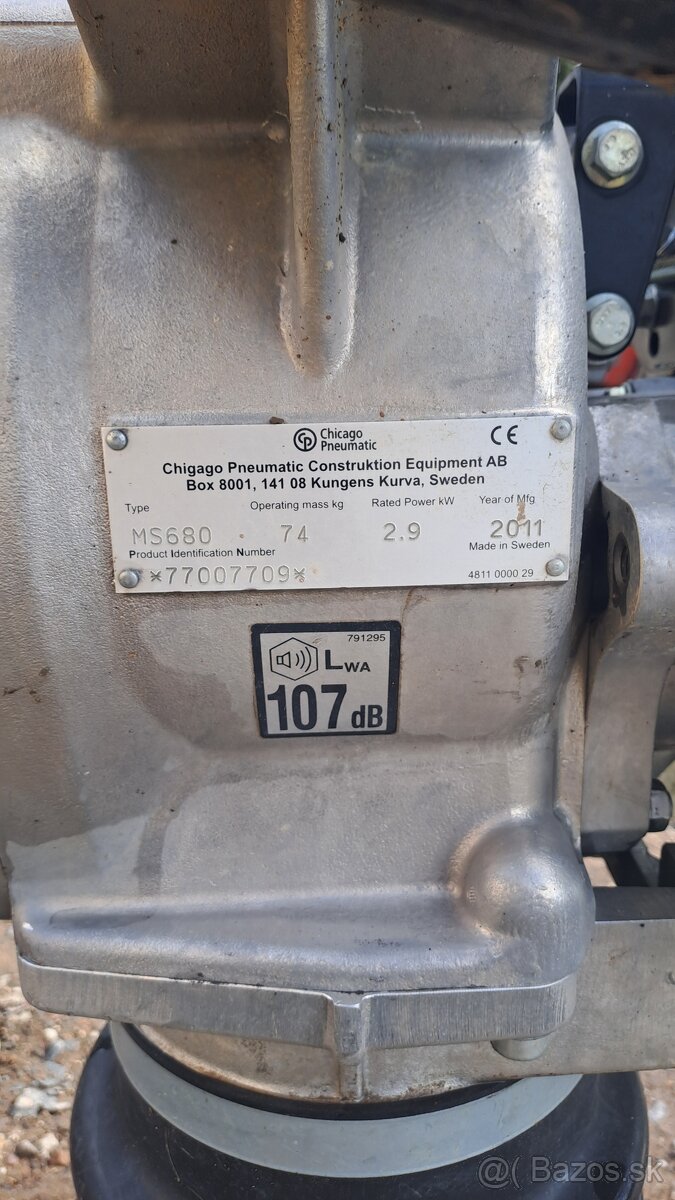 CP Chicago Pneumatic CE
Chigago Pneumatic Construktion Equipment AB
Box 8001, 141 08 Kungens Kurva, Sweden
Type Operating mass kg Rated Power kW Year of Mfg
MS680 74 2.9 2011
Product Identification Number Made in Sweden
*77007709* 4811 0000 29
791295
LWA
107 dB
@( Bazos.sk